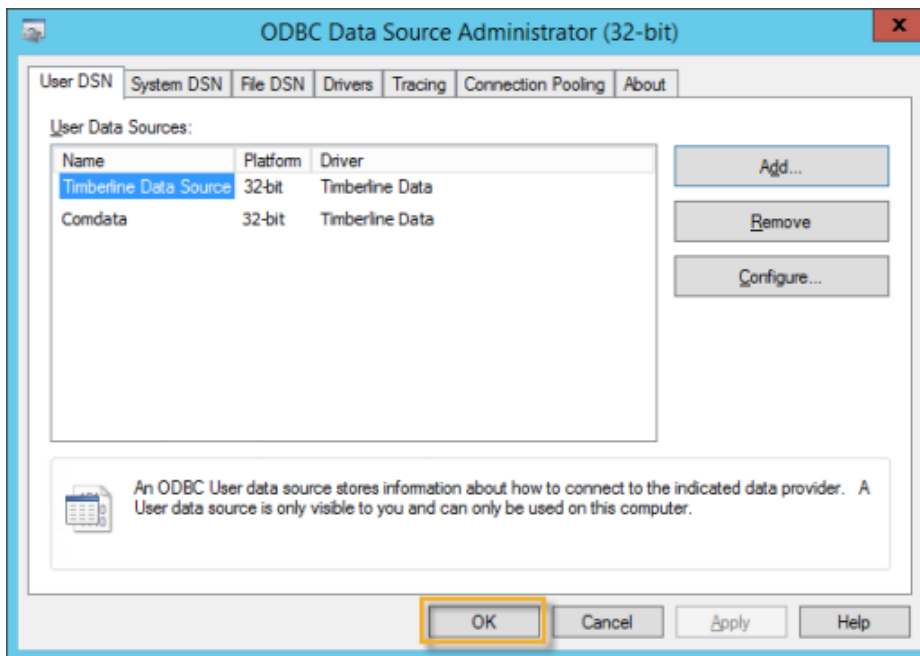 ODBC Data Source Administrator (32-bit)
x
User DSN System DSN File DSN Drivers Tracing Connection Pooling About
User Data Sources:
Name Platform Driver
Timberline Data Source 32-bit Timberline Data
Comdata 32-bit Timberline Data
Add...
Remove
Configure...
An ODBC User data source stores information about how to connect to the indicated data provider. A
User data source is only visible to you and can only be used on this computer.
OK Cancel Apply Help